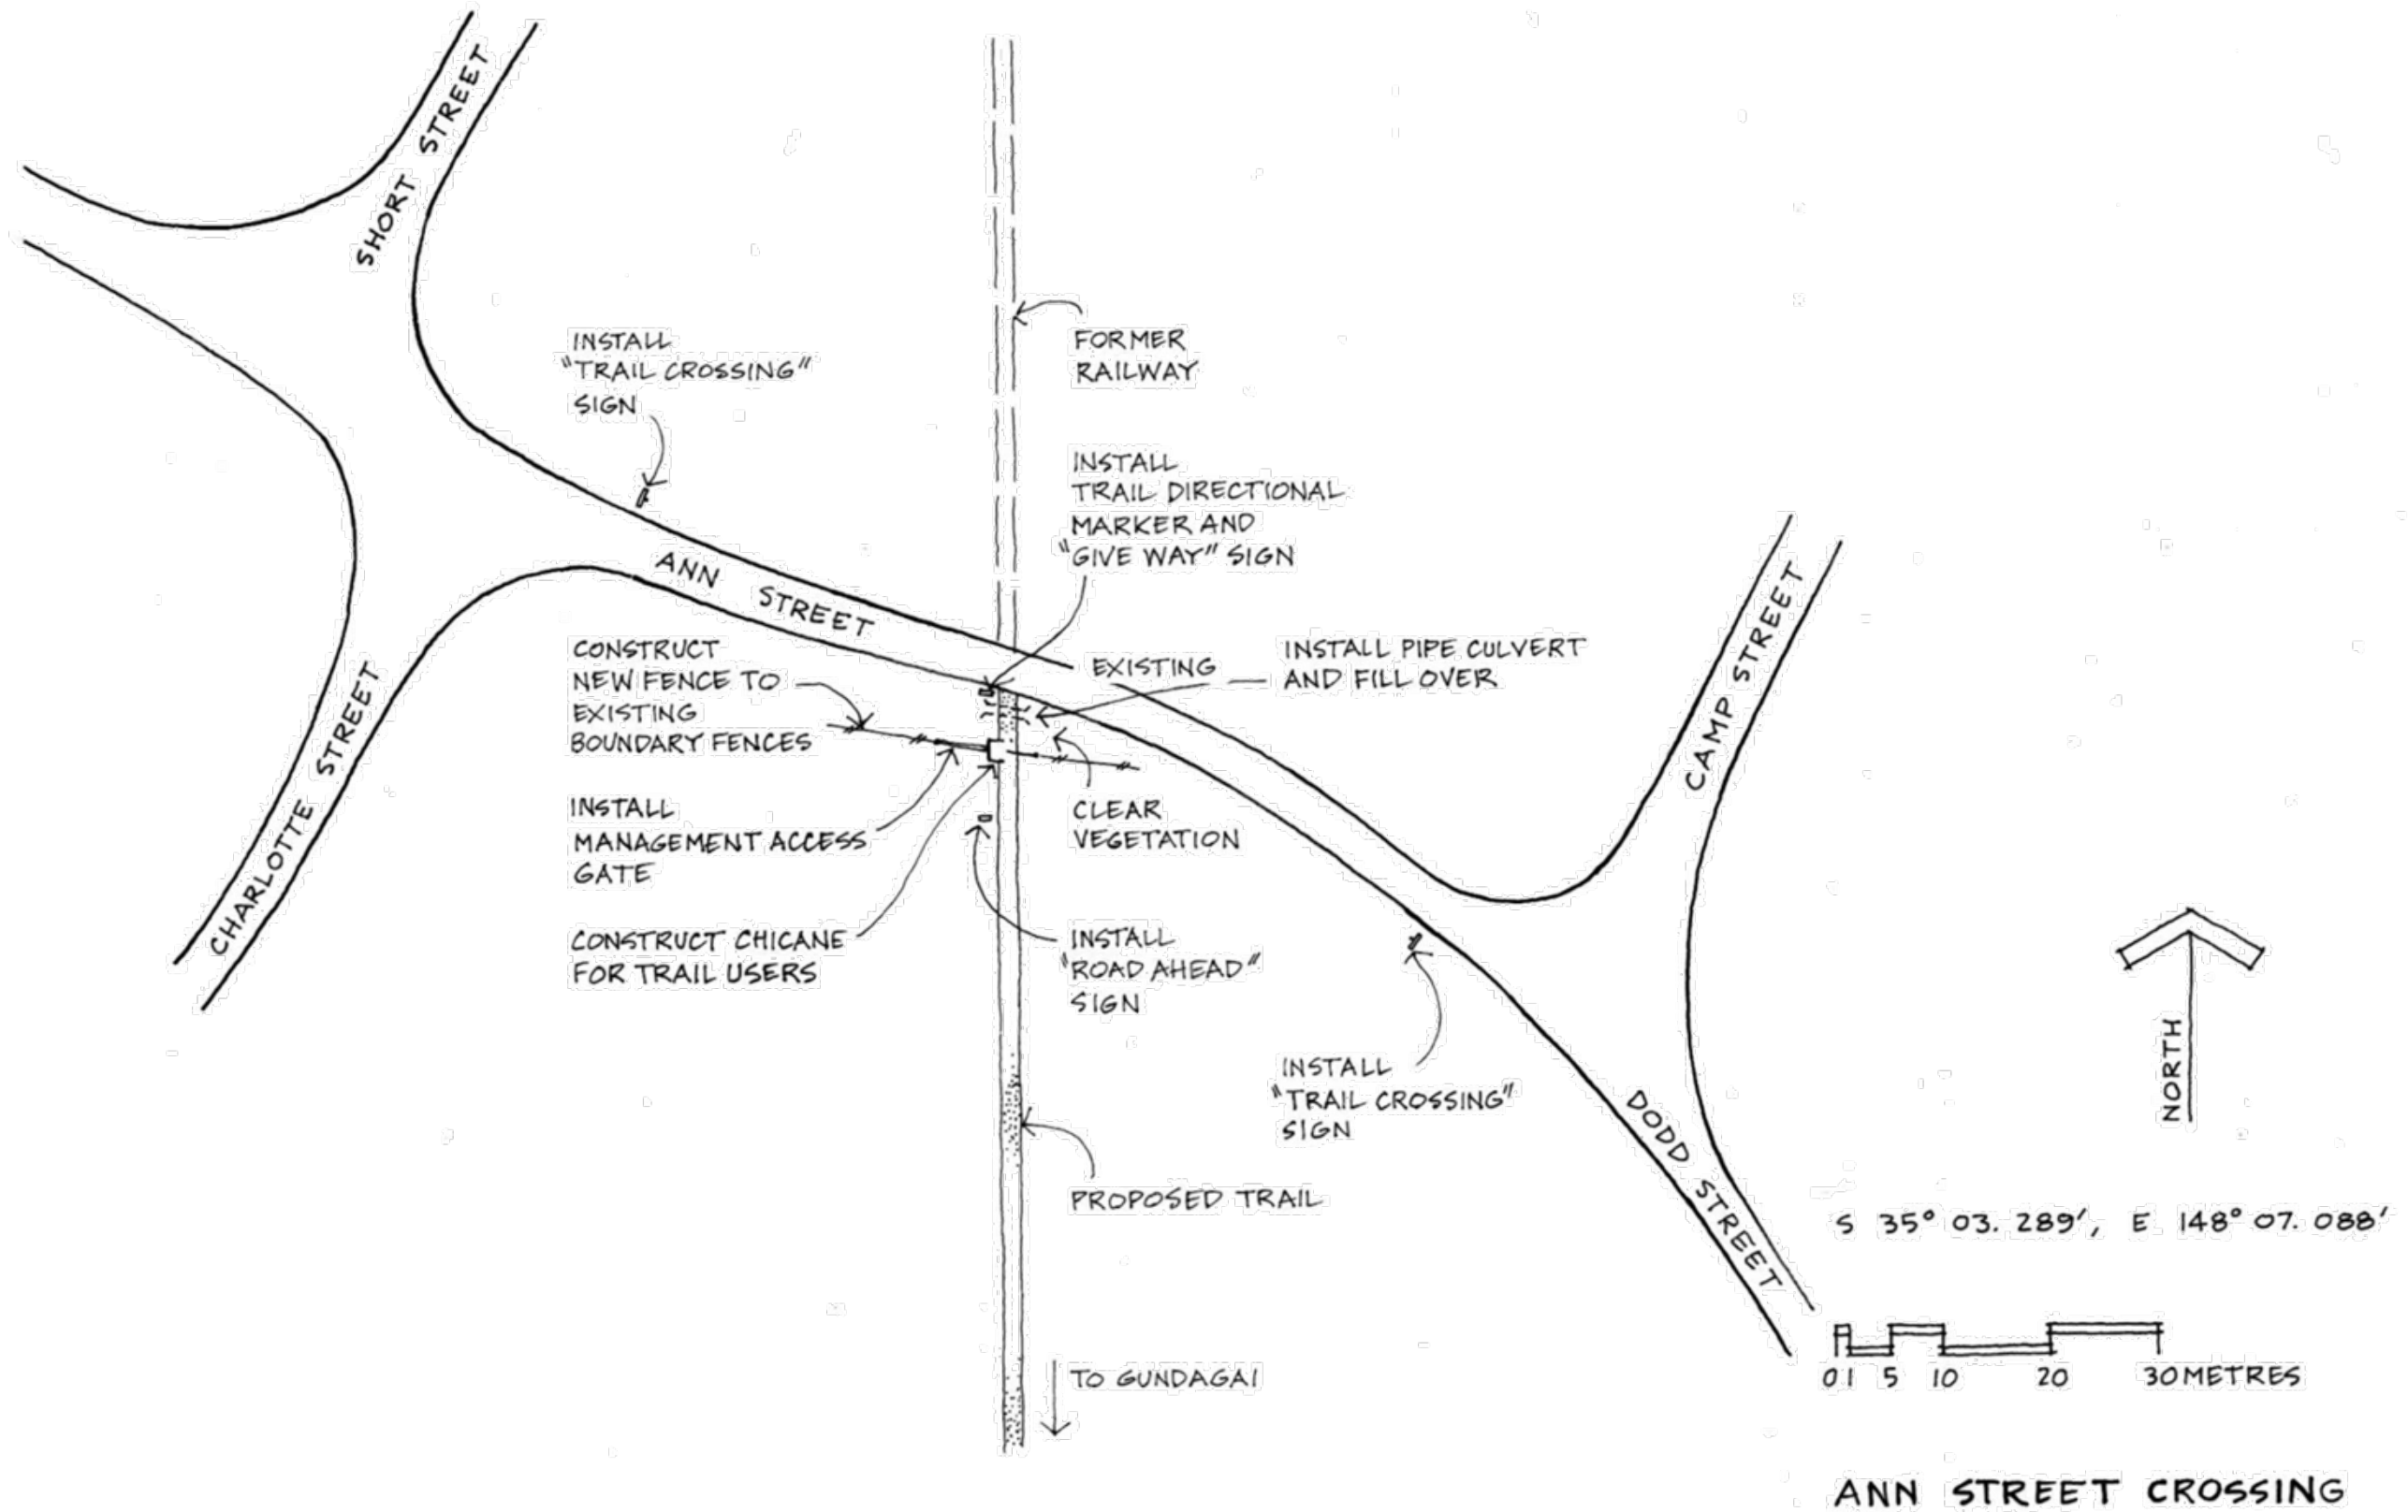 SHORT STREET
INSTALL
"TRAIL CROSSING"
SIGN
FORMER
RAILWAY
INSTALL
TRAIL DIRECTIONAL
MARKER AND
"GIVE WAY" SIGN
ANN STREET
CONSTRUCT
NEW FENCE TO
EXISTING
BOUNDARY FENCES
EXISTING
INSTALL PIPE CULVERT
AND FILL OVER
CAMP STREET
CHARLOTTE STREET
INSTALL
MANAGEMENT ACCESS
GATE
CLEAR
VEGETATION
CONSTRUCT CHICANE
FOR TRAIL USERS
INSTALL
"ROAD AHEAD"
SIGN
INSTALL
"TRAIL CROSSING"
SIGN
DODD STREET
NORTH
PROPOSED TRAIL
S 35° 03. 289', E 148° 07. 088'
TO GUNDAGAI
0 1 5 10 20 30 METRES
ANN STREET CROSSING